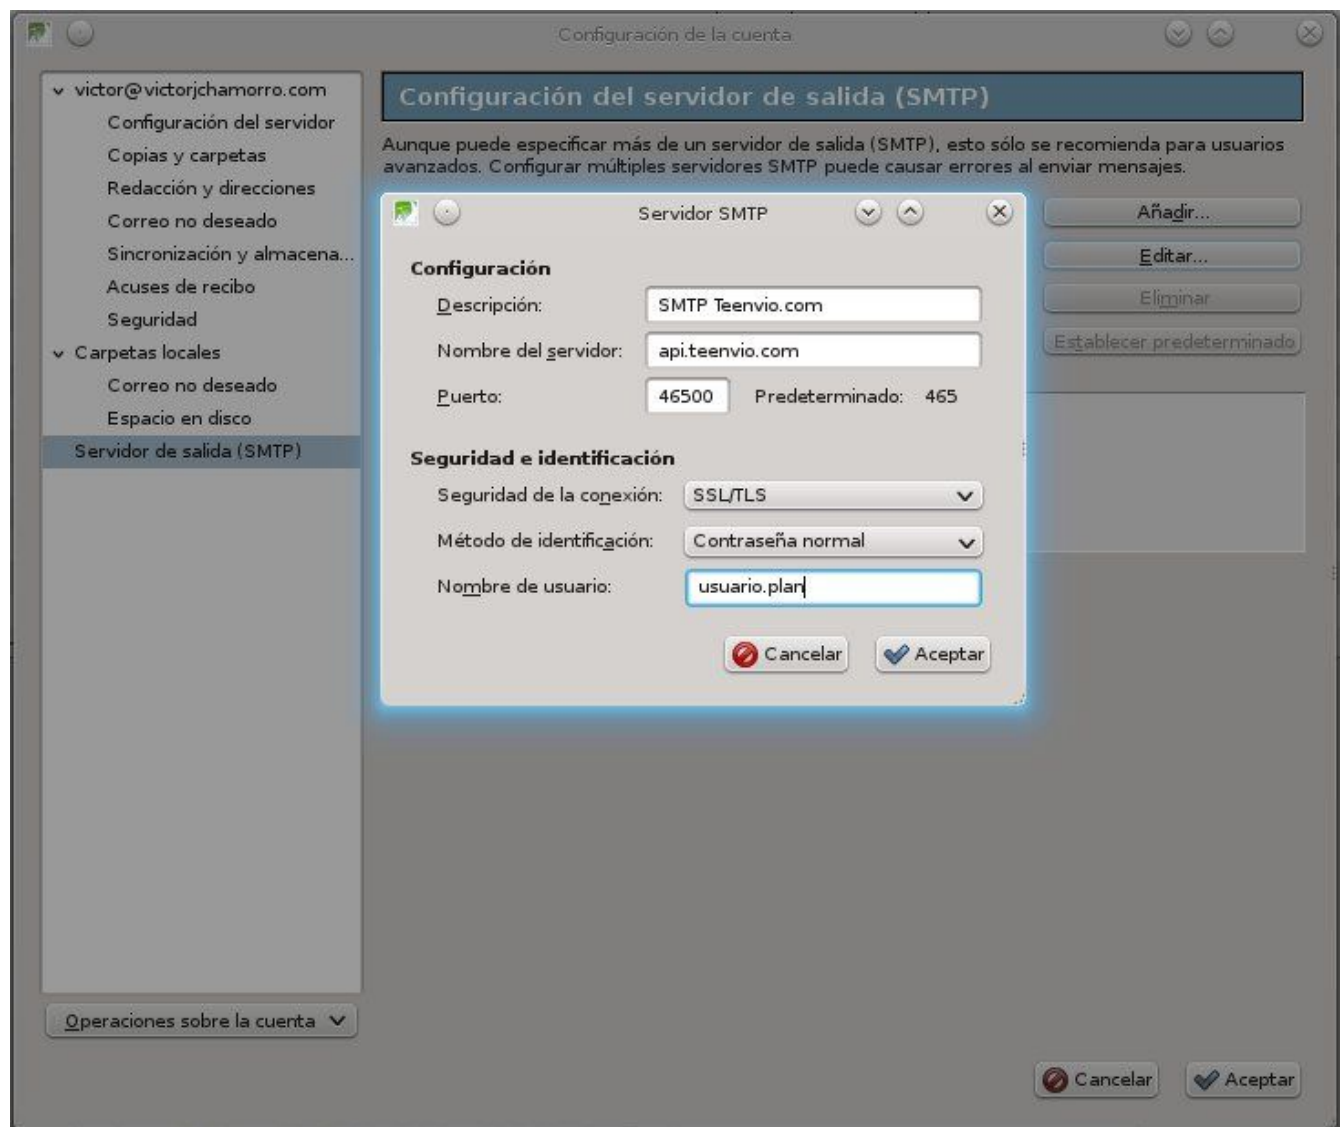 Configuración de la cuenta
victor@victorjchamorro.com
Configuración del servidor
Copias y carpetas
Redacción y direcciones
Correo no deseado
Sincronización y almacena...
Acuses de recibo
Seguridad
Carpetas locales
Correo no deseado
Espacio en disco
Servidor de salida (SMTP)
Operaciones sobre la cuenta
Configuración del servidor de salida (SMTP)
Aunque puede especificar más de un servidor de salida (SMTP), esto sólo se recomienda para usuarios
avanzados. Configurar múltiples servidores SMTP puede causar errores al enviar mensajes.
Añadir...
Editar...
Eliminar
Establecer predeterminado
Servidor SMTP
Configuración
Descripción: SMTP Teenvio.com
Nombre del servidor: api.teenvio.com
Puerto: 46500 Predeterminado: 465
Seguridad e identificación
Seguridad de la conexión: SSL/TLS
Método de identificación: Contraseña normal
Nombre de usuario: usuario.plan
Cancelar Aceptar
Cancelar Aceptar